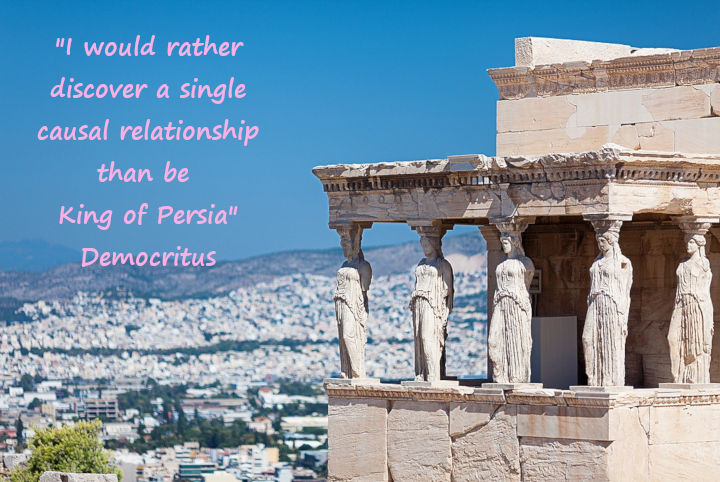 "I would rather
discover a single
causal relationship
than be
King of Persia"
Democritus